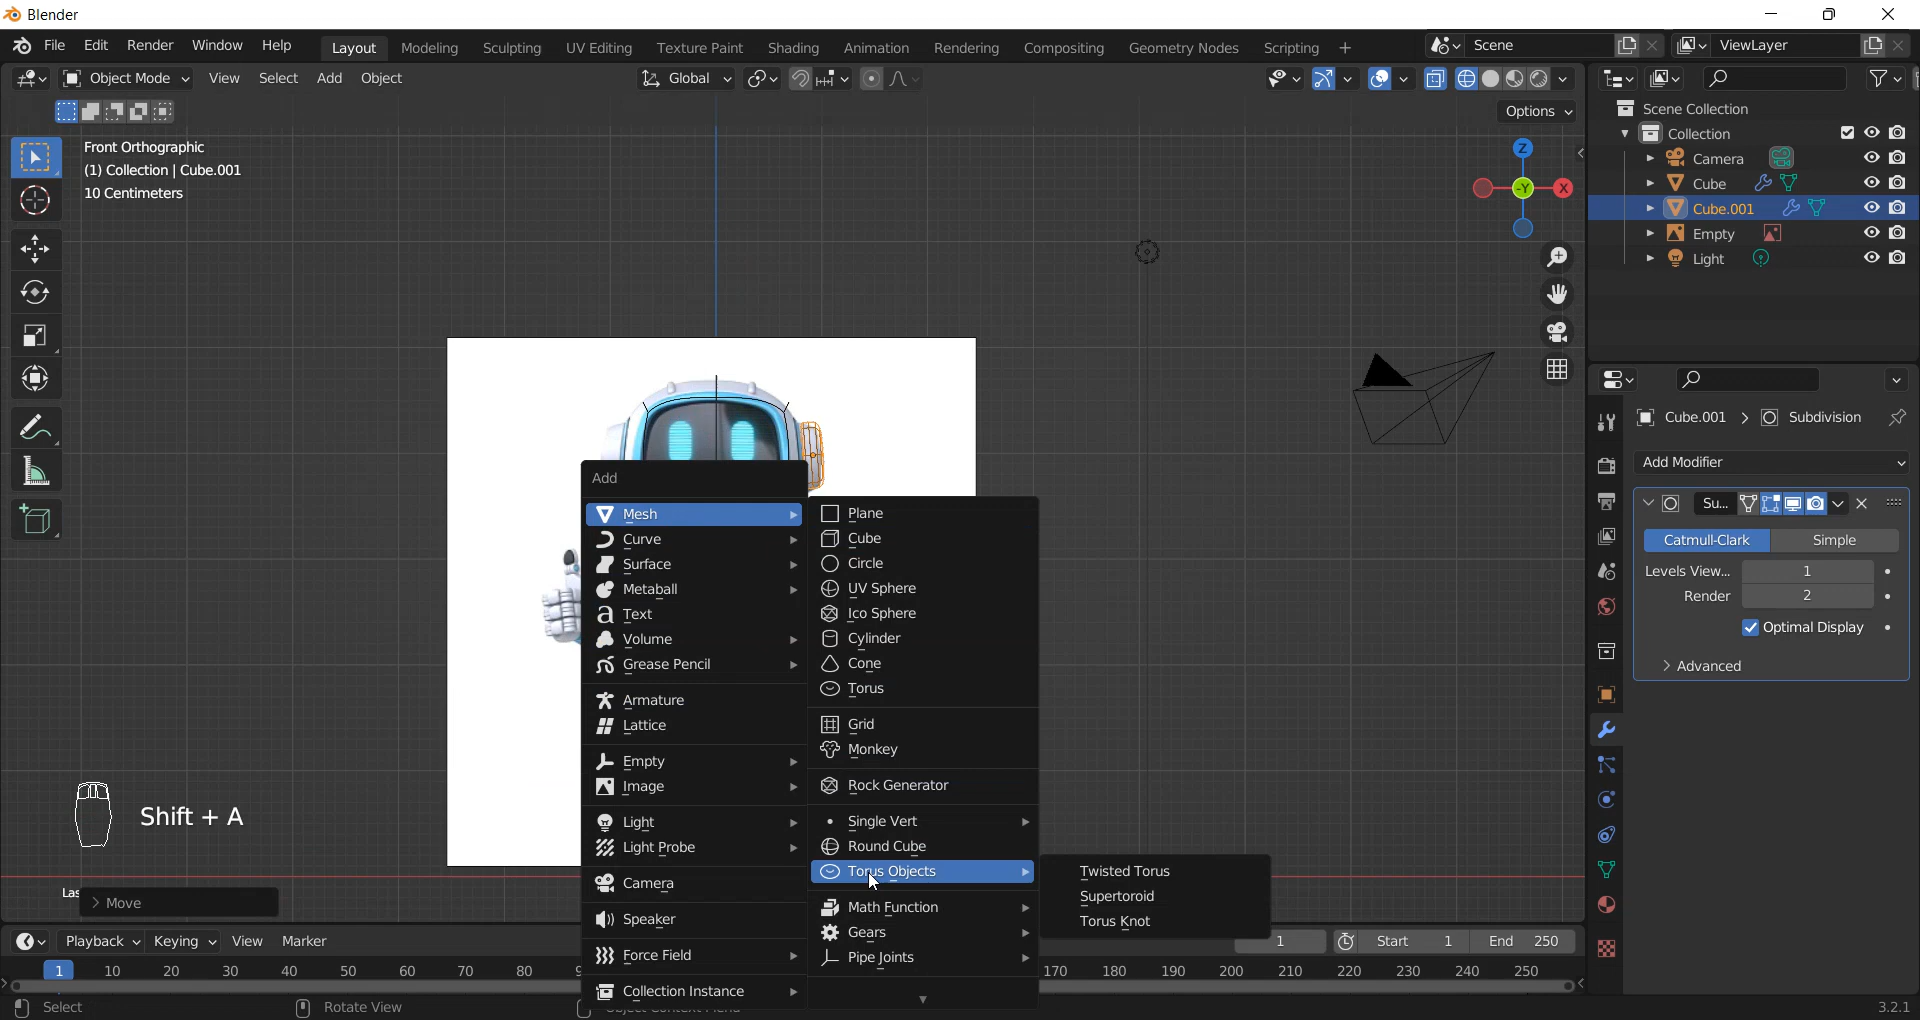 Blender
File Edit Render Window Help Layout Modeling Sculpting UV Editing Texture Paint Shading Animation Rendering Compositing Geometry Nodes Scripting + Scene ViewLayer
Object Mode View Select Add Object Global
Options
Front Orthographic
(1) Collection | Cube.001
10 Centimeters
Z
-Y
X
Scene Collection
Collection
Camera
Cube
Cube.001
Empty
Light
Cube.001 > Subdivision
Add Modifier
Su...
Catmull-Clark Simple
Levels View... 1
Render 2
Optimal Display
Advanced
Add
Mesh
Curve
Surface
Metaball
Text
Volume
Grease Pencil
Armature
Lattice
Empty
Image
Light
Light Probe
Camera
Speaker
Force Field
Collection Instance
Plane
Cube
Circle
UV Sphere
Ico Sphere
Cylinder
Cone
Torus
Grid
Monkey
Rock Generator
Single Vert
Round Cube
Torus Objects
Math Function
Gears
Pipe Joints
Twisted Torus
Supertoroid
Torus Knot
Shift + A
Las
Move
Playback Keying View Marker 1 Start 1 End 250
1 10 20 30 40 50 60 70 80 170 180 190 200 210 220 230 240 250
Select Rotate View 3.2.1